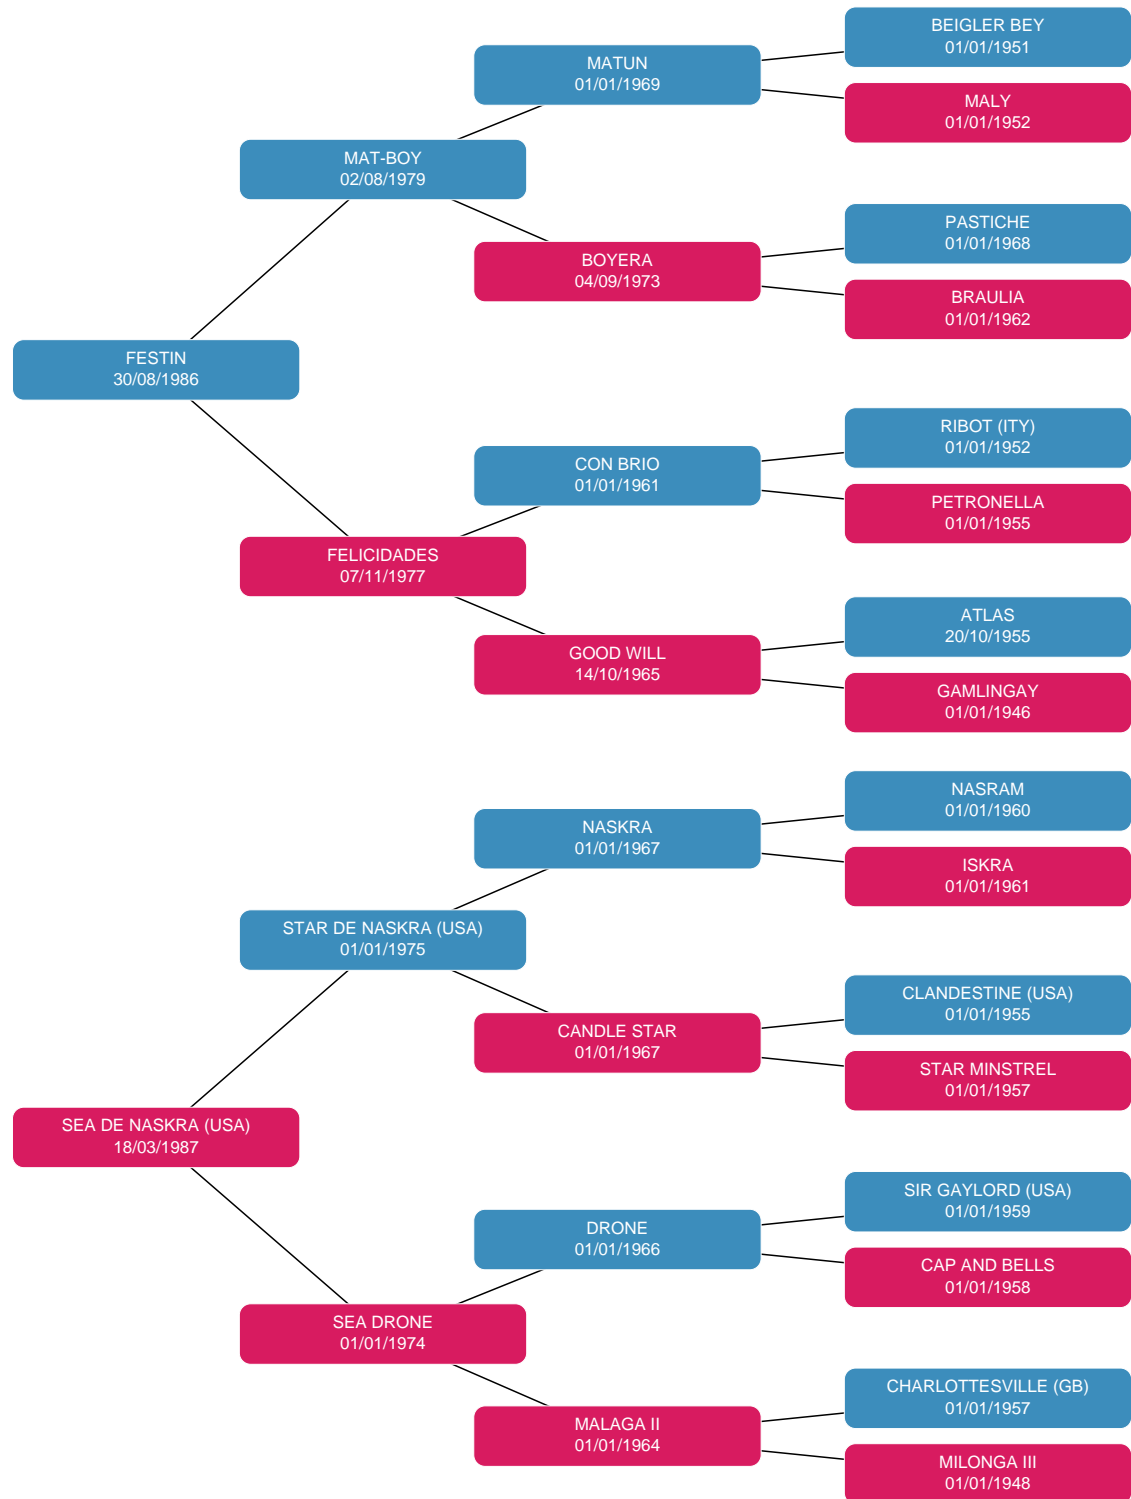 BEIGLER BEY
01/01/1951
MATUN
01/01/1969
MALY
01/01/1952
MAT-BOY
02/08/1979
PASTICHE
01/01/1968
BOYERA
04/09/1973
BRAULIA
01/01/1962
FESTIN
30/08/1986
RIBOT (ITY)
01/01/1952
CON BRIO
01/01/1961
PETRONELLA
01/01/1955
FELICIDADES
07/11/1977
ATLAS
20/10/1955
GOOD WILL
14/10/1965
GAMLINGAY
01/01/1946
NASRAM
01/01/1960
NASKRA
01/01/1967
ISKRA
01/01/1961
STAR DE NASKRA (USA)
01/01/1975
CLANDESTINE (USA)
01/01/1955
CANDLE STAR
01/01/1967
STAR MINSTREL
01/01/1957
SEA DE NASKRA (USA)
18/03/1987
SIR GAYLORD (USA)
01/01/1959
DRONE
01/01/1966
CAP AND BELLS
01/01/1958
SEA DRONE
01/01/1974
CHARLOTTESVILLE (GB)
01/01/1957
MALAGA II
01/01/1964
MILONGA III
01/01/1948